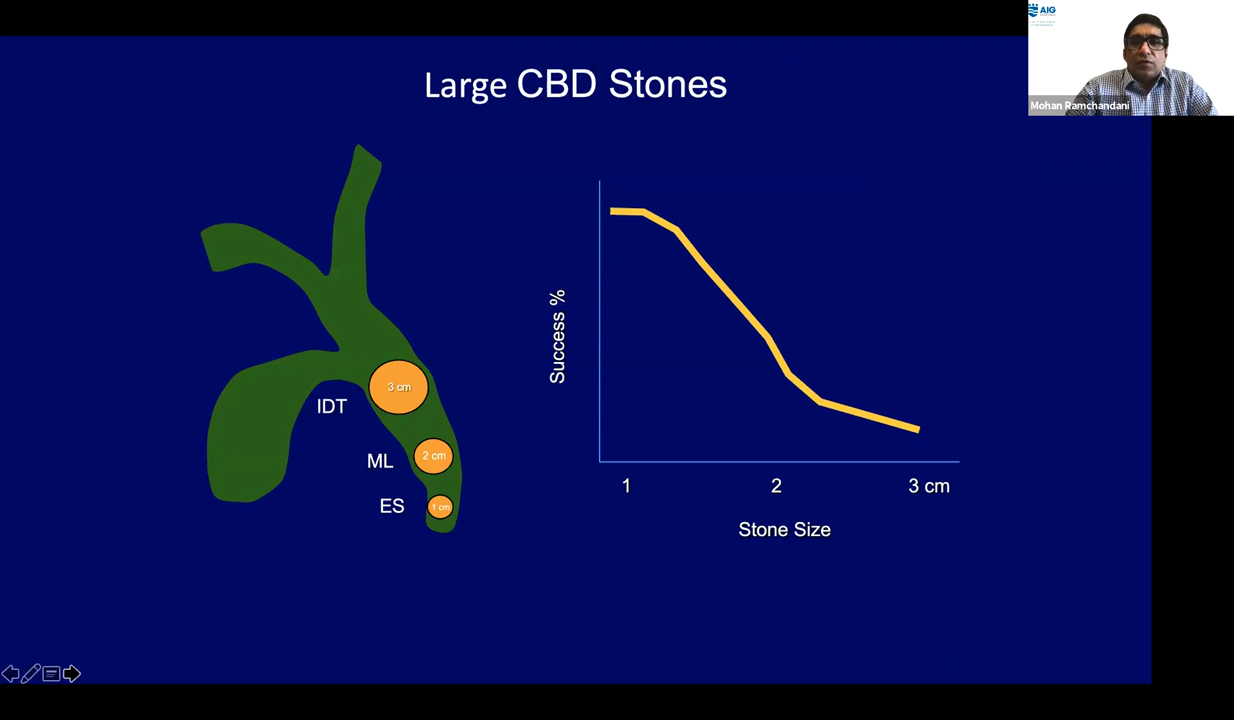 AIG
Mohan Ramchandani
Large CBD Stones
3 cm
IDT
2 cm
ML
1 cm
ES
Success %
1 2 3 cm
Stone Size